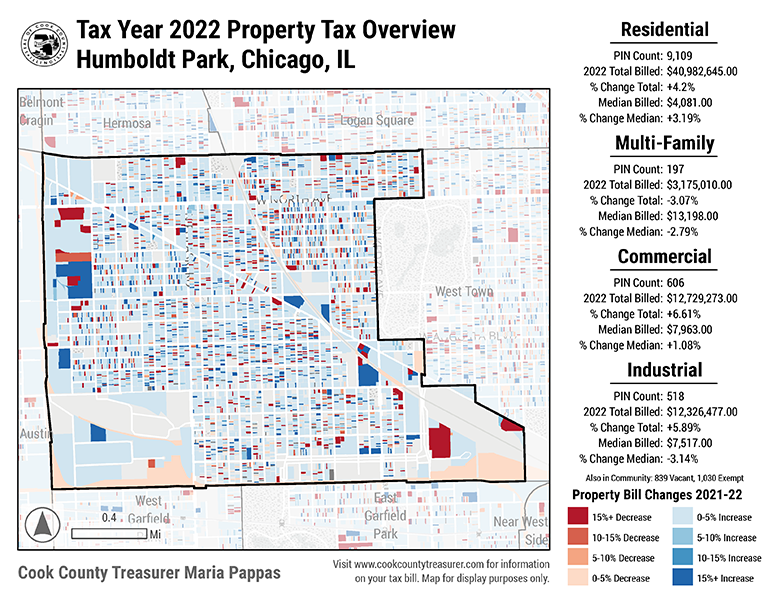 Tax Year 2022 Property Tax Overview
Humboldt Park, Chicago, IL
Belmont
Cragin
Hermosa
Logan Square
West Town
Austin
West
Garfield
East
Garfield
Park
Near West
Side
0.4
Mi
Cook County Treasurer Maria Pappas
Visit www.cookcountytreasurer.com for information
on your tax bill. Map for display purposes only.
Residential
PIN Count: 9,109
2022 Total Billed: $40,982,645.00
% Change Total: +4.2%
Median Billed: $4,081.00
% Change Median: +3.19%
Multi-Family
PIN Count: 197
2022 Total Billed: $3,175,010.00
% Change Total: -3.07%
Median Billed: $13,198.00
% Change Median: -2.79%
Commercial
PIN Count: 606
2022 Total Billed: $12,729,273.00
% Change Total: +6.61%
Median Billed: $7,963.00
% Change Median: +1.08%
Industrial
PIN Count: 518
2022 Total Billed: $12,326,477.00
% Change Total: +5.89%
Median Billed: $7,517.00
% Change Median: -3.14%
Also in Community: 839 Vacant, 1,030 Exempt
Property Bill Changes 2021-22
15%+ Decrease
10-15% Decrease
5-10% Decrease
0-5% Decrease
0-5% Increase
5-10% Increase
10-15% Increase
15%+ Increase